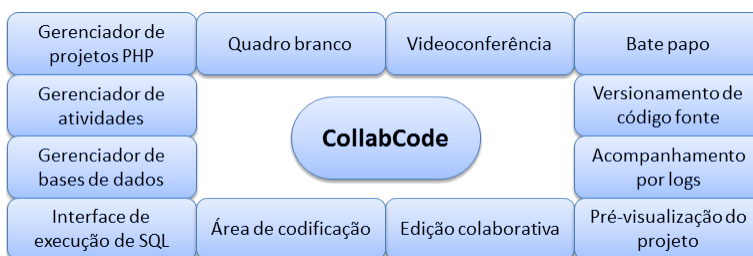 Gerenciador de
projetos PHP
Quadro branco
Videoconferência
Bate papo
Gerenciador de
atividades
Versionamento de
código fonte
CollabCode
Gerenciador de
bases de dados
Acompanhamento
por logs
Interface de
execução de SQL
Área de codificação
Edição colaborativa
Pré-visualização do
projeto